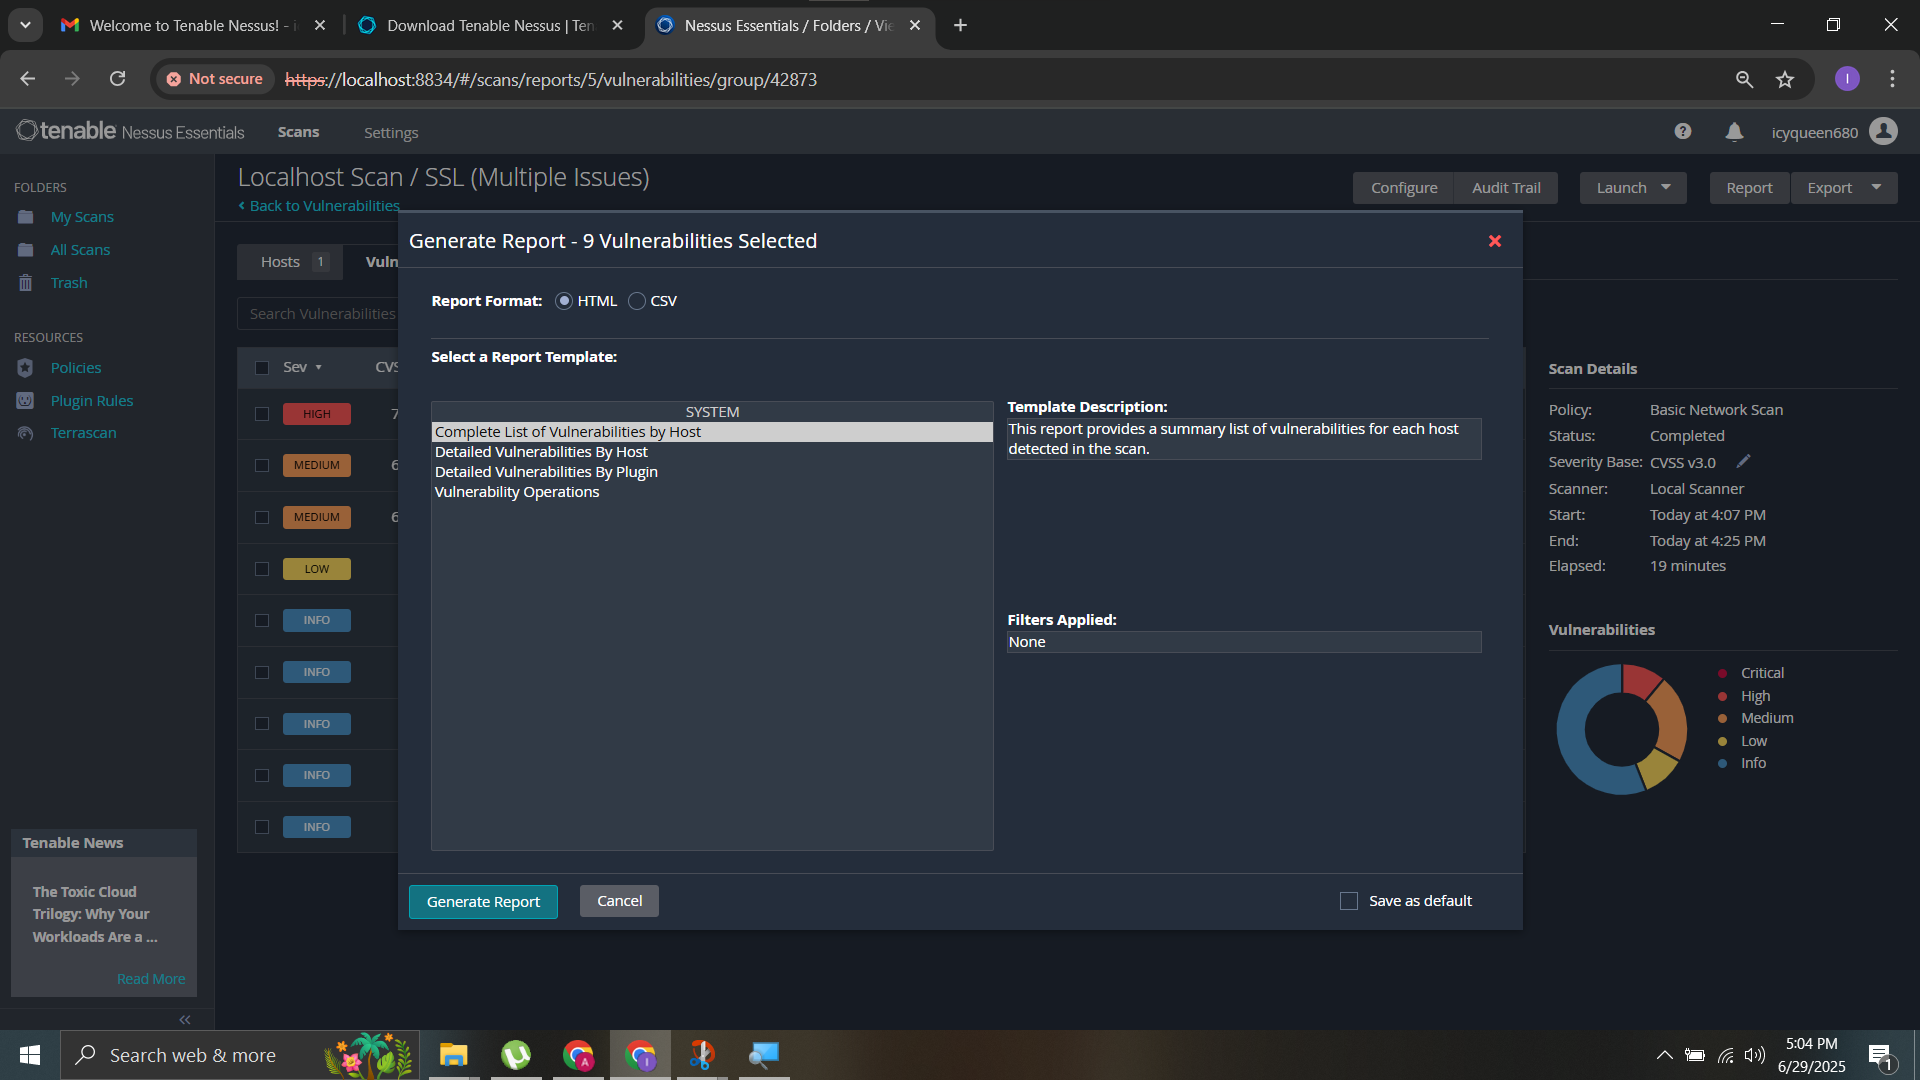 Welcome to Tenable Nessus! - i
Download Tenable Nessus | Ten
Nessus Essentials / Folders / Vie
Not secure
https://localhost:8834/#/scans/reports/5/vulnerabilities/group/42873
I
tenable Nessus Essentials
Scans
Settings
icyqueen680
FOLDERS
My Scans
All Scans
Trash
RESOURCES
Policies
Plugin Rules
Terrascan
Tenable News
The Toxic Cloud
Trilogy: Why Your
Workloads Are a ...
Read More
Localhost Scan / SSL (Multiple Issues)
Back to Vulnerabilities
Configure
Audit Trail
Launch
Report
Export
Hosts 1
Vuln
Search Vulnerabilities
Sev
CVS
HIGH 7
MEDIUM 6
MEDIUM 6
LOW
INFO
INFO
INFO
INFO
INFO
Generate Report - 9 Vulnerabilities Selected
Report Format: HTML CSV
Select a Report Template:
SYSTEM
Complete List of Vulnerabilities by Host
Detailed Vulnerabilities By Host
Detailed Vulnerabilities By Plugin
Vulnerability Operations
Template Description:
This report provides a summary list of vulnerabilities for each host
detected in the scan.
Filters Applied:
None
Generate Report
Cancel
Save as default
Scan Details
Policy: Basic Network Scan
Status: Completed
Severity Base: CVSS v3.0
Scanner: Local Scanner
Start: Today at 4:07 PM
End: Today at 4:25 PM
Elapsed: 19 minutes
Vulnerabilities
Critical
High
Medium
Low
Info
Search web & more
A
I
5:04 PM
6/29/2025
1